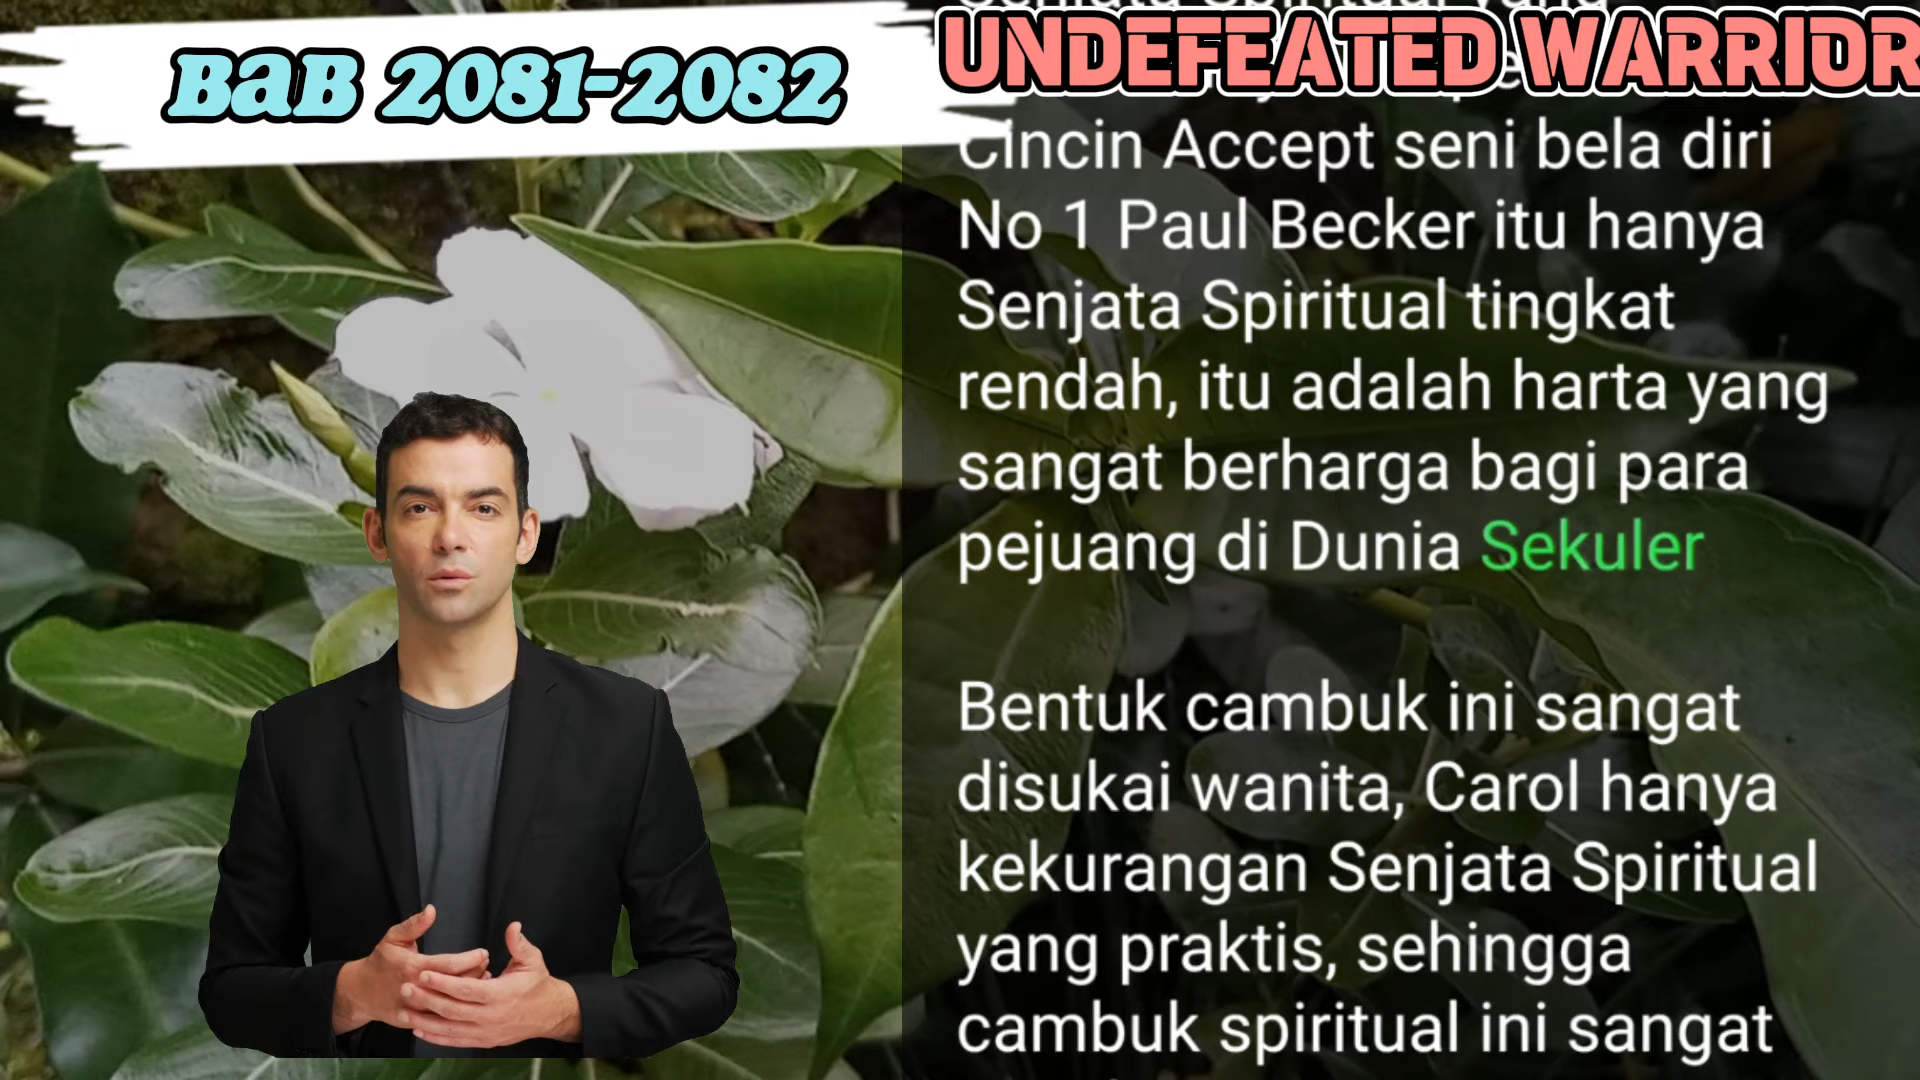 BAB 2081-2082
UNDEFEATED WARRIOR
Cincin Accept seni bela diri
No 1 Paul Becker itu hanya
Senjata Spiritual tingkat
rendah, itu adalah harta yang
sangat berharga bagi para
pejuang di Dunia Sekuler
Bentuk cambuk ini sangat
disukai wanita, Carol hanya
kekurangan Senjata Spiritual
yang praktis, sehingga
cambuk spiritual ini sangat